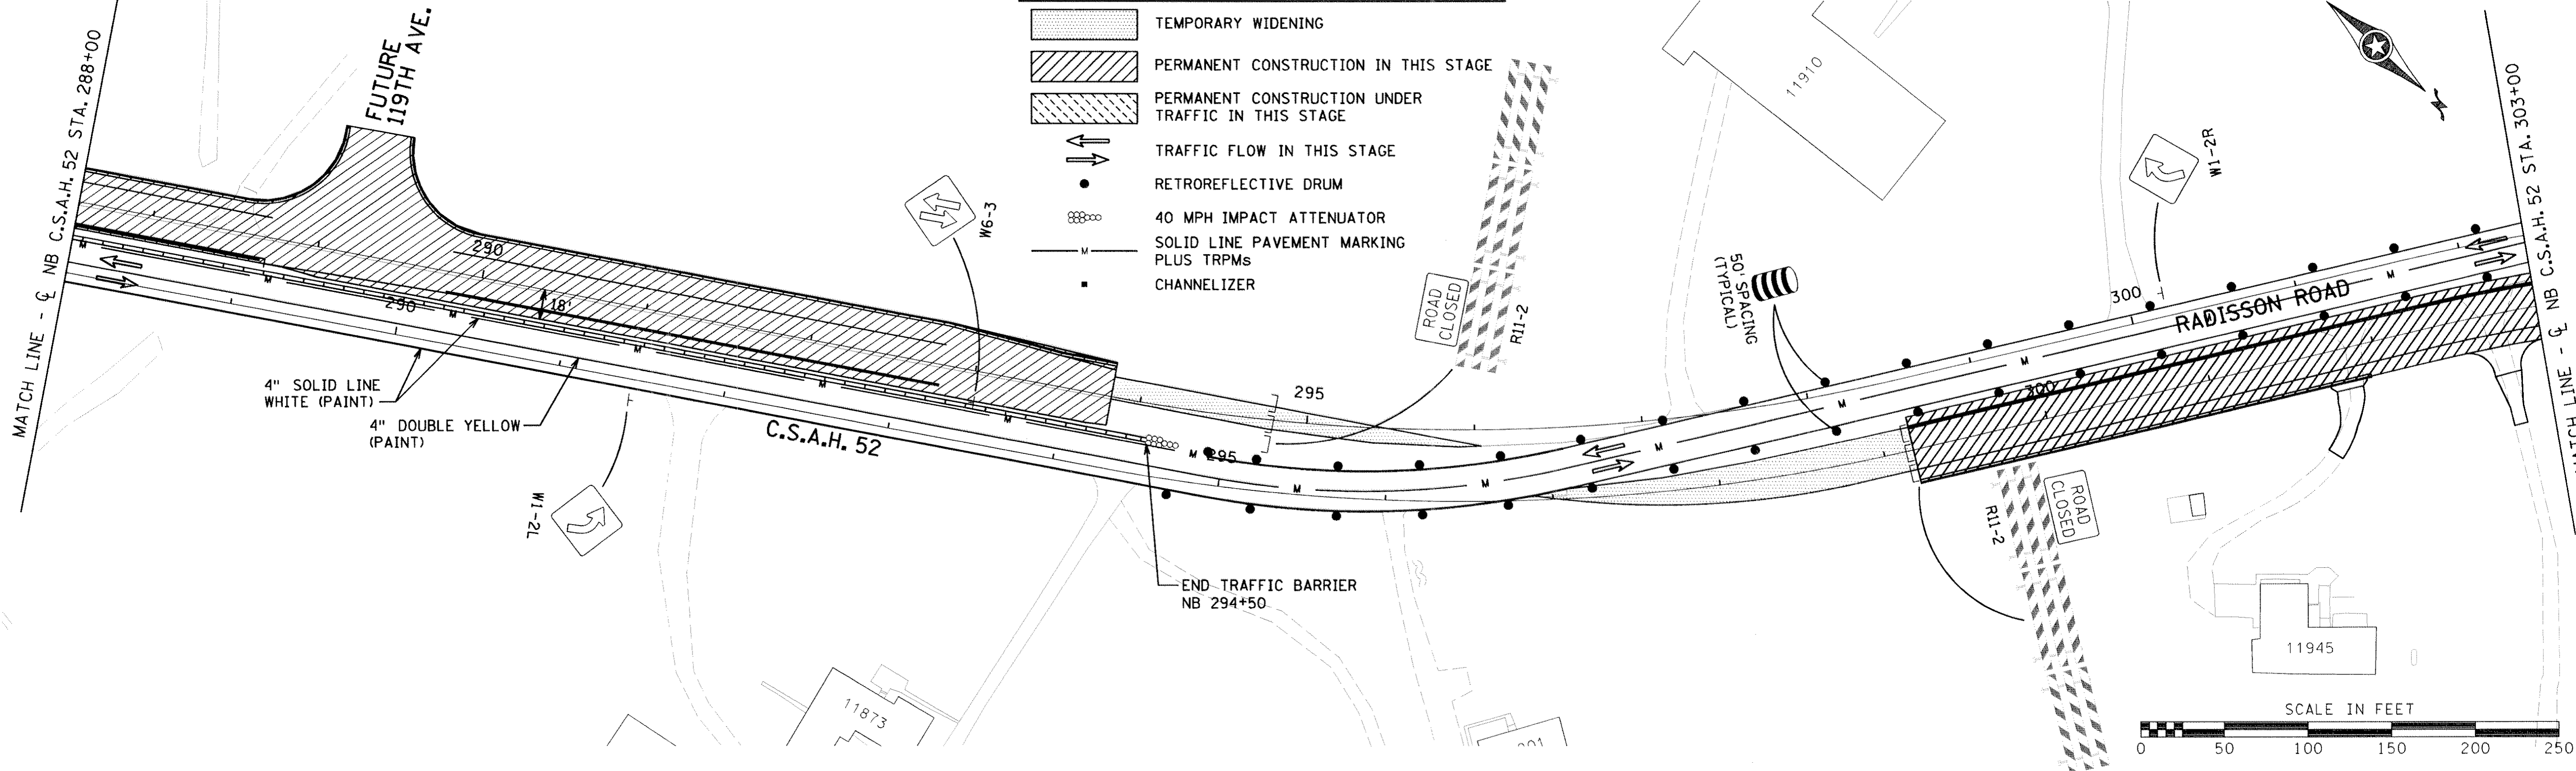 TEMPORARY WIDENING
PERMANENT CONSTRUCTION IN THIS STAGE
PERMANENT CONSTRUCTION UNDER
TRAFFIC IN THIS STAGE
TRAFFIC FLOW IN THIS STAGE
RETROREFLECTIVE DRUM
40 MPH IMPACT ATTENUATOR
M
SOLID LINE PAVEMENT MARKING
PLUS TRPMs
CHANNELIZER
MATCH LINE - ℄ NB C.S.A.H. 52 STA. 288+00
FUTURE
119TH AVE.
290
290
18'
4" SOLID LINE
WHITE (PAINT)
4" DOUBLE YELLOW
(PAINT)
C.S.A.H. 52
W1-2L
W6-3
11873
END TRAFFIC BARRIER
NB 294+50
295
295
M
M
M
M
M
M
M
M
M
M
M
M
M
M
ROAD
CLOSED
R11-2
50' SPACING
(TYPICAL)
11910
W1-2R
300
300
RADISSON ROAD
ROAD
CLOSED
R11-2
11945
N
MATCH LINE - ℄ NB C.S.A.H. 52 STA. 303+00
SCALE IN FEET
0 50 100 150 200 250